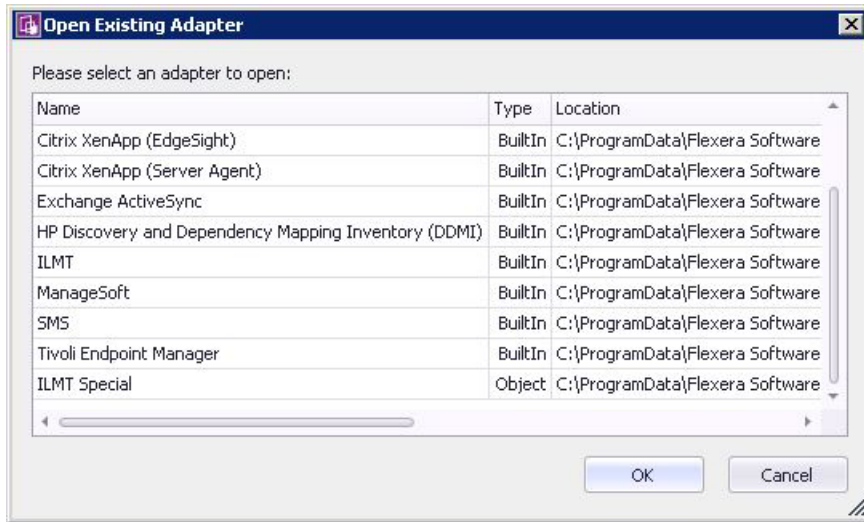 Open Existing Adapter
Please select an adapter to open:
Name Type Location
Citrix XenApp (EdgeSight) BuiltIn C:\ProgramData\Flexera Software
Citrix XenApp (Server Agent) BuiltIn C:\ProgramData\Flexera Software
Exchange ActiveSync BuiltIn C:\ProgramData\Flexera Software
HP Discovery and Dependency Mapping Inventory (DDMI) BuiltIn C:\ProgramData\Flexera Software
ILMT BuiltIn C:\ProgramData\Flexera Software
ManageSoft BuiltIn C:\ProgramData\Flexera Software
SMS BuiltIn C:\ProgramData\Flexera Software
Tivoli Endpoint Manager BuiltIn C:\ProgramData\Flexera Software
ILMT Special Object C:\ProgramData\Flexera Software
OK Cancel